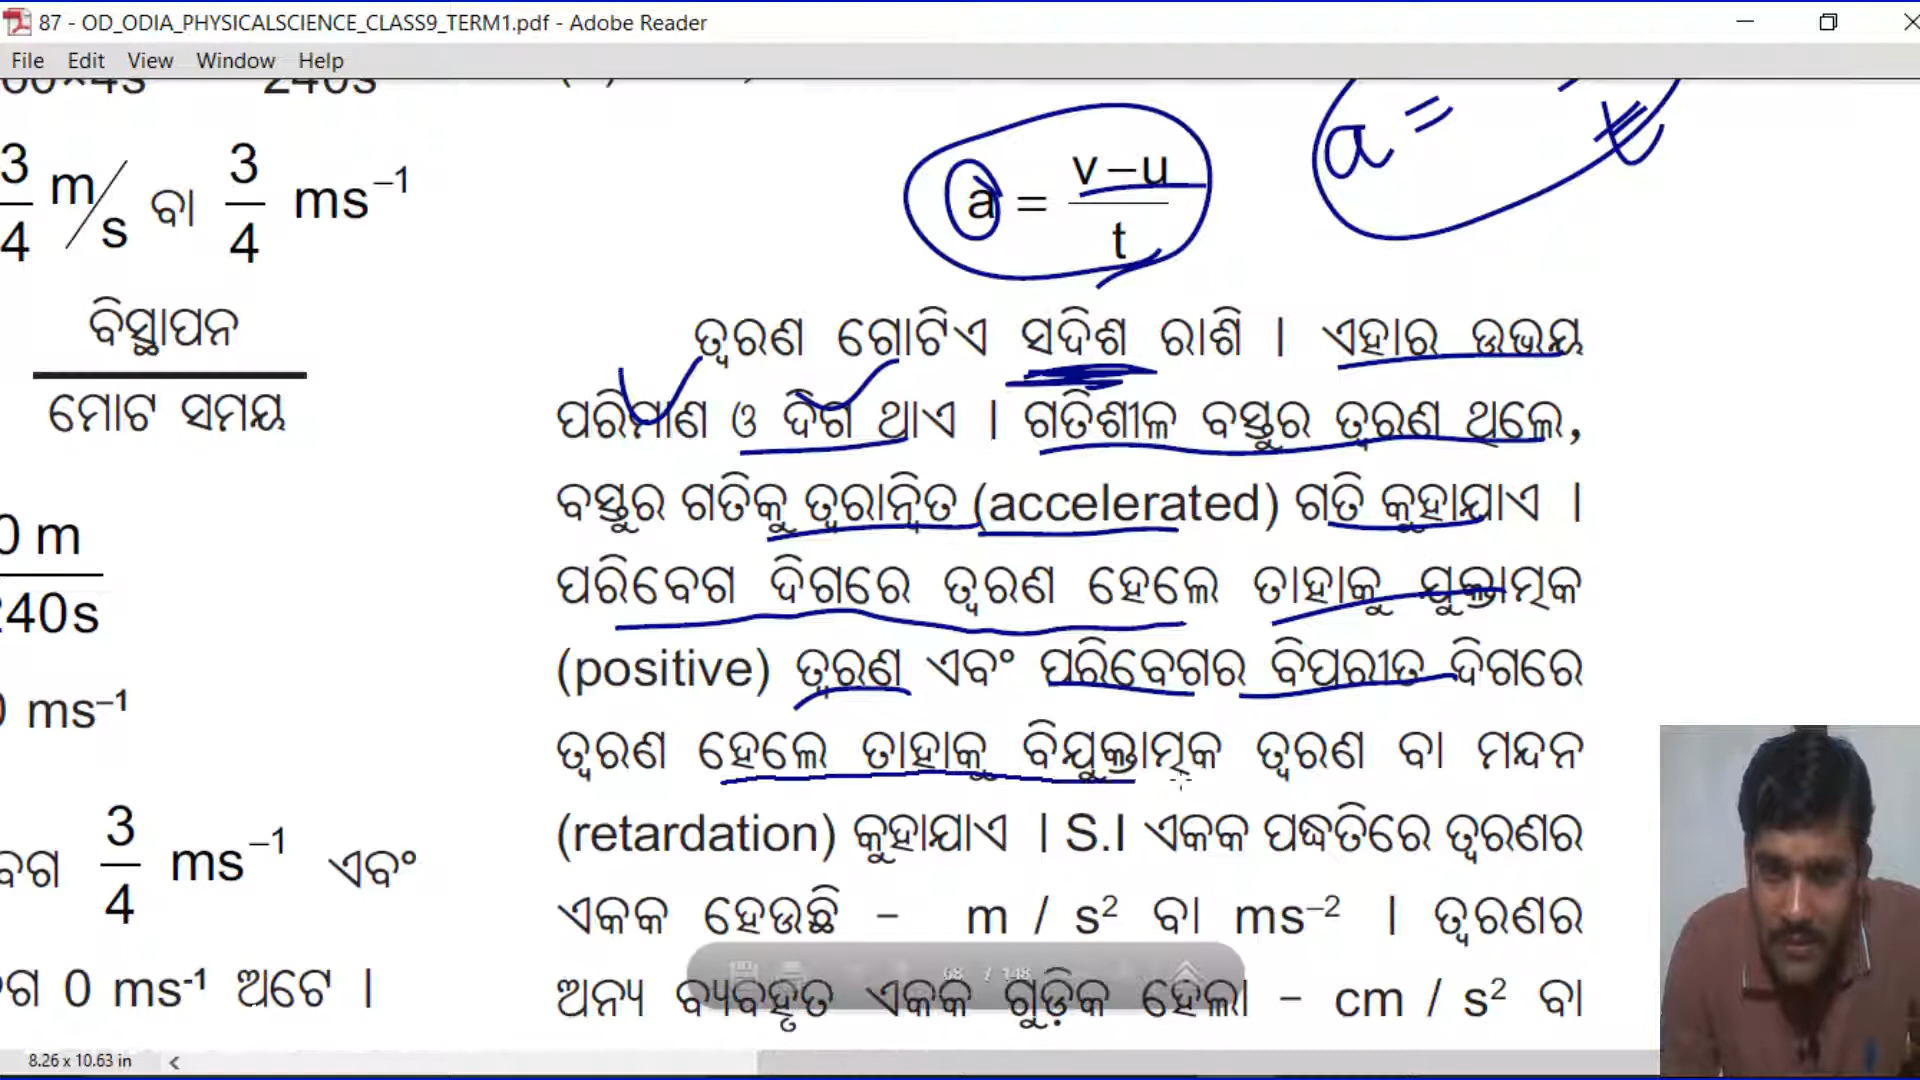 87 - OD_ODIA_PHYSICALSCIENCE_CLASS9_TERM1.pdf - Adobe Reader
File Edit View Window Help
3/4 m/s ବା 3/4 ms⁻¹
ବିସ୍ଥାପନ
ମୋଟ ସମୟ
0 m
240s
ms⁻¹
3/4 ms⁻¹ ଏବଂ
0 ms⁻¹ ଅଟେ ।
a = (v–u)/t
a =
t
ତ୍ୱରଣ ଗୋଟିଏ ସଦିଶ ରାଶି । ଏହାର ଉଭୟ
ପରିମାଣ ଓ ଦିଗ ଥାଏ । ଗତିଶୀଳ ବସ୍ତୁର ତ୍ୱରଣ ଥିଲେ,
ବସ୍ତୁର ଗତିକୁ ତ୍ୱରାନ୍ୱିତ (accelerated) ଗତି କୁହାଯାଏ ।
ପରିବେଗ ଦିଗରେ ତ୍ୱରଣ ହେଲେ ତାହାକୁ ଯୁକ୍ତାତ୍ମକ
(positive) ତ୍ୱରଣ ଏବଂ ପରିବେଗର ବିପରୀତ ଦିଗରେ
ତ୍ୱରଣ ହେଲେ ତାହାକୁ ବିଯୁକ୍ତାତ୍ମକ ତ୍ୱରଣ ବା ମନ୍ଦନ
(retardation) କୁହାଯାଏ । S.I ଏକକ ପଦ୍ଧତିରେ ତ୍ୱରଣର
ଏକକ ହେଉଛି – m / s² ବା ms⁻² । ତ୍ୱରଣର
ଅନ୍ୟ ବ୍ୟବହୃତ ଏକକ ଗୁଡ଼ିକ ହେଲା – cm / s² ବା
68 / 148
8.26 x 10.63 in